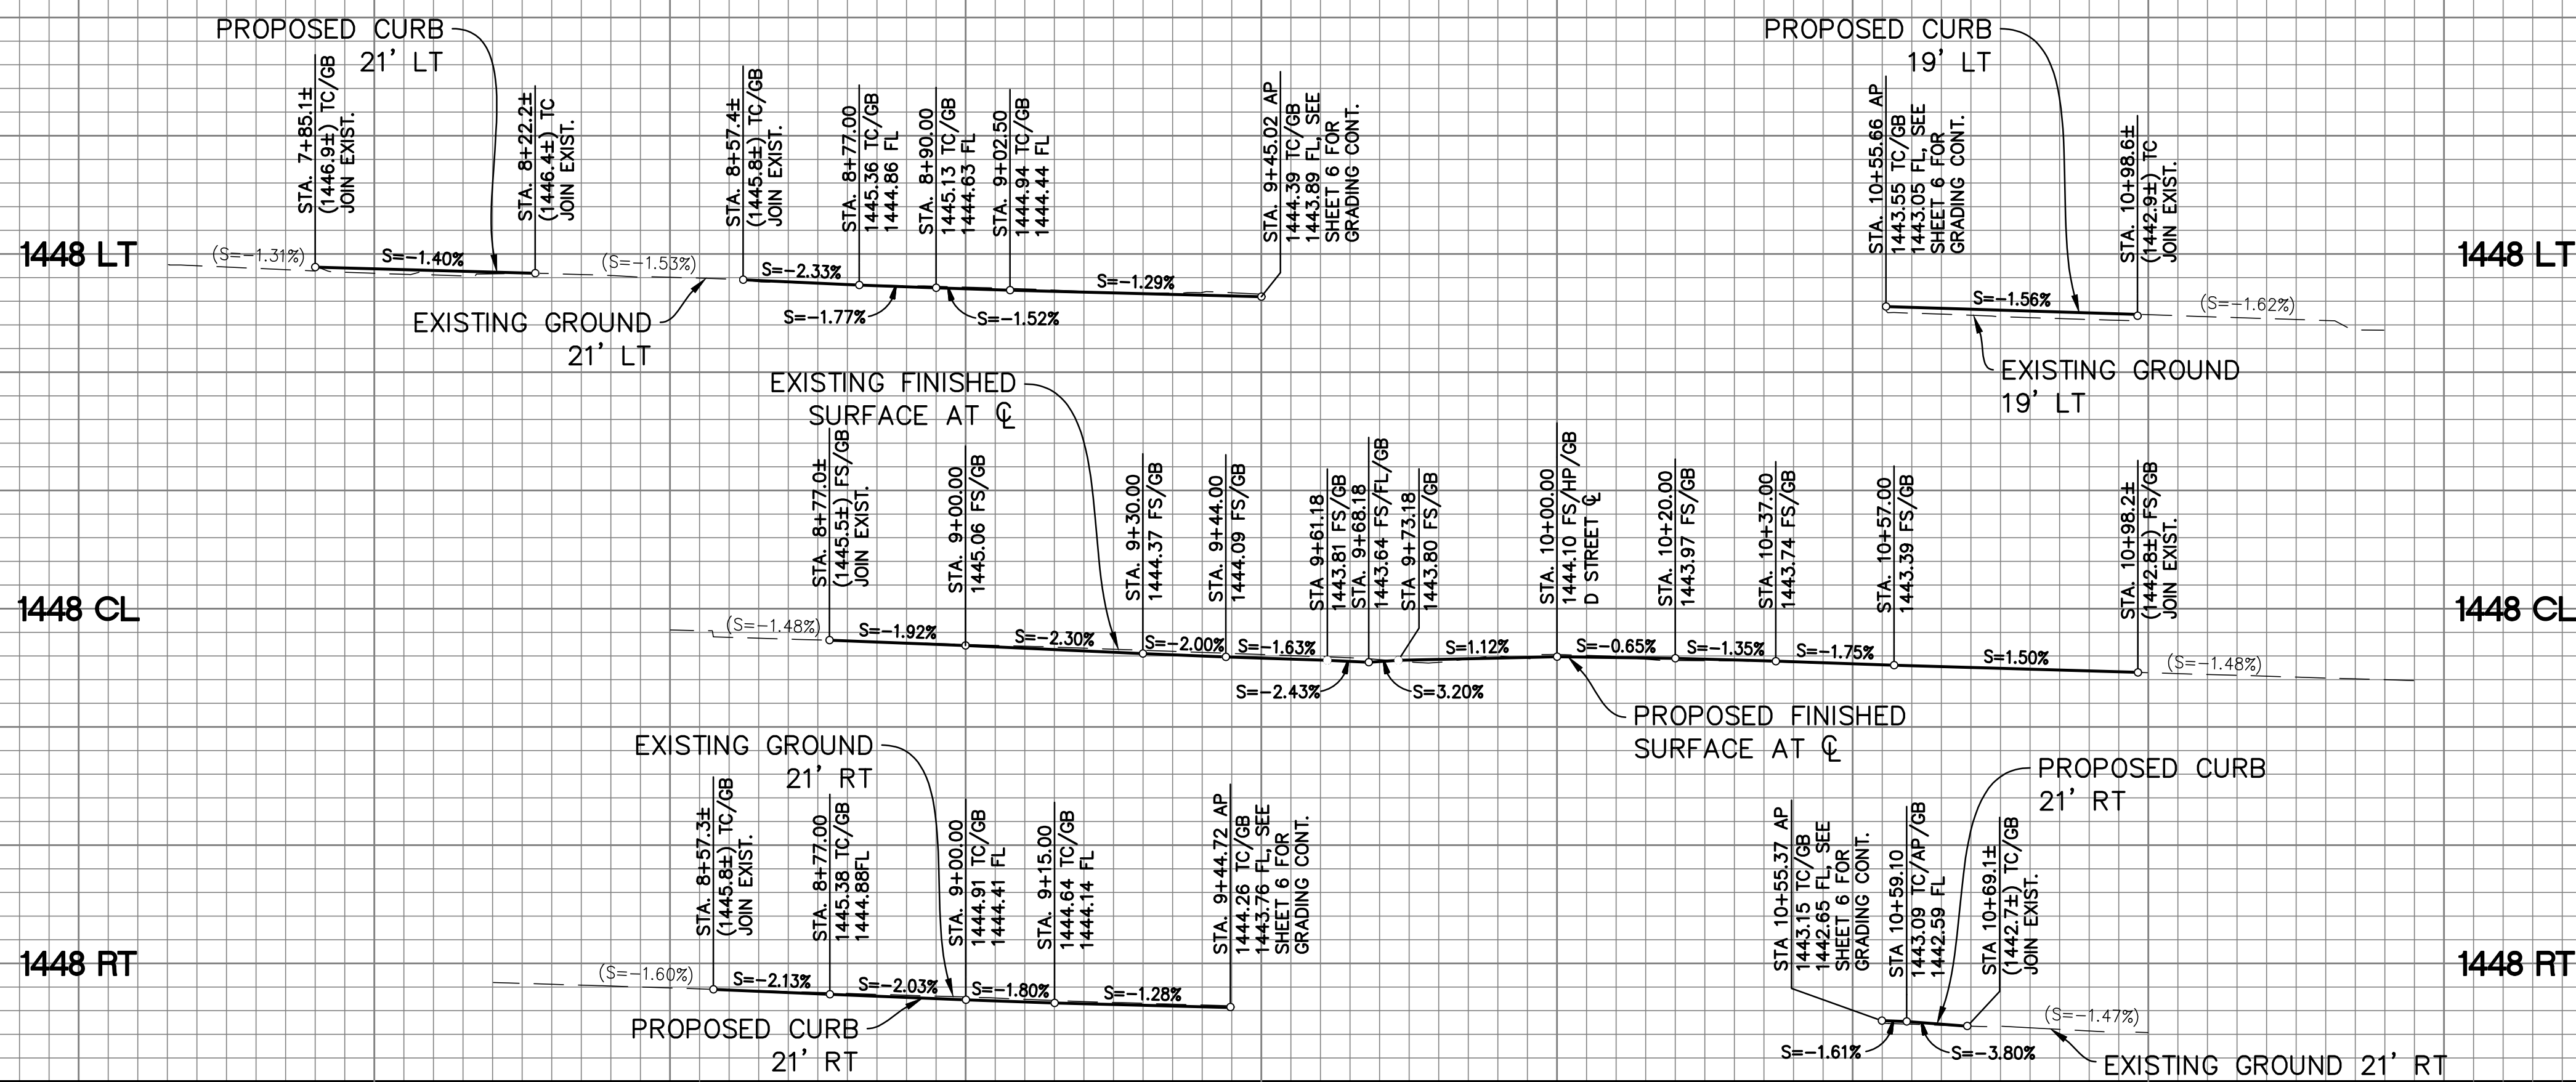 PROPOSED CURB
21' LT
STA. 7+85.1±
(1446.9±) TC/GB
JOIN EXIST.
STA. 8+22.2±
(1446.4±) TC
JOIN EXIST.
STA. 8+57.4±
(1445.8±) TC/GB
JOIN EXIST.
STA. 8+77.00
1445.36 TC/GB
1444.86 FL
STA. 8+90.00
1445.13 TC/GB
1444.63 FL
STA. 9+02.50
1444.94 TC/GB
1444.44 FL
STA. 9+45.02 AP
1444.39 TC/GB
1443.89 FL, SEE
SHEET 6 FOR
GRADING CONT.
PROPOSED CURB
19' LT
STA. 10+55.66 AP
1443.55 TC/GB
1443.05 FL, SEE
SHEET 6 FOR
GRADING CONT.
STA. 10+98.6±
(1442.9±) TC
JOIN EXIST.
1448 LT
(S=-1.31%)
S=-1.40%
(S=-1.53%)
S=-2.33%
S=-1.77%
S=-1.52%
S=-1.29%
S=-1.56%
(S=-1.62%)
1448 LT
EXISTING GROUND
21' LT
EXISTING GROUND
19' LT
EXISTING FINISHED
SURFACE AT ℄
STA. 8+77.0±
(1445.5±) FS/GB
JOIN EXIST.
STA. 9+00.00
1445.06 FS/GB
STA. 9+30.00
1444.37 FS/GB
STA. 9+44.00
1444.09 FS/GB
STA 9+61.18
1443.81 FS/GB
STA. 9+68.18
1443.64 FS/FL/GB
STA 9+73.18
1443.80 FS/GB
STA. 10+00.00
1444.10 FS/HP/GB
D STREET ℄
STA. 10+20.00
1443.97 FS/GB
STA. 10+37.00
1443.74 FS/GB
STA. 10+57.00
1443.39 FS/GB
STA. 10+98.2±
(1442.8±) FS/GB
JOIN EXIST.
1448 CL
(S=-1.48%)
S=-1.92%
S=-2.30%
S=-2.00%
S=-1.63%
S=-2.43%
S=3.20%
S=1.12%
S=-0.65%
S=-1.35%
S=-1.75%
S=1.50%
(S=-1.48%)
1448 CL
PROPOSED FINISHED
SURFACE AT ℄
EXISTING GROUND
21' RT
STA. 8+57.3±
(1445.8±) TC/GB
JOIN EXIST.
STA. 8+77.00
1445.38 TC/GB
1444.88FL
STA. 9+00.00
1444.91 TC/GB
1444.41 FL
STA. 9+15.00
1444.64 TC/GB
1444.14 FL
STA. 9+44.72 AP
1444.26 TC/GB
1443.76 FL, SEE
SHEET 6 FOR
GRADING CONT.
STA 10+55.37 AP
1443.15 TC/GB
1442.65 FL, SEE
SHEET 6 FOR
GRADING CONT.
STA 10+59.10
1443.09 TC/AP/GB
1442.59 FL
STA 10+69.1±
(1442.7±) TC/GB
JOIN EXIST.
PROPOSED CURB
21' RT
1448 RT
(S=-1.60%)
S=-2.13%
S=-2.03%
S=-1.80%
S=-1.28%
S=-1.61%
S=-3.80%
(S=-1.47%)
1448 RT
PROPOSED CURB
21' RT
EXISTING GROUND 21' RT